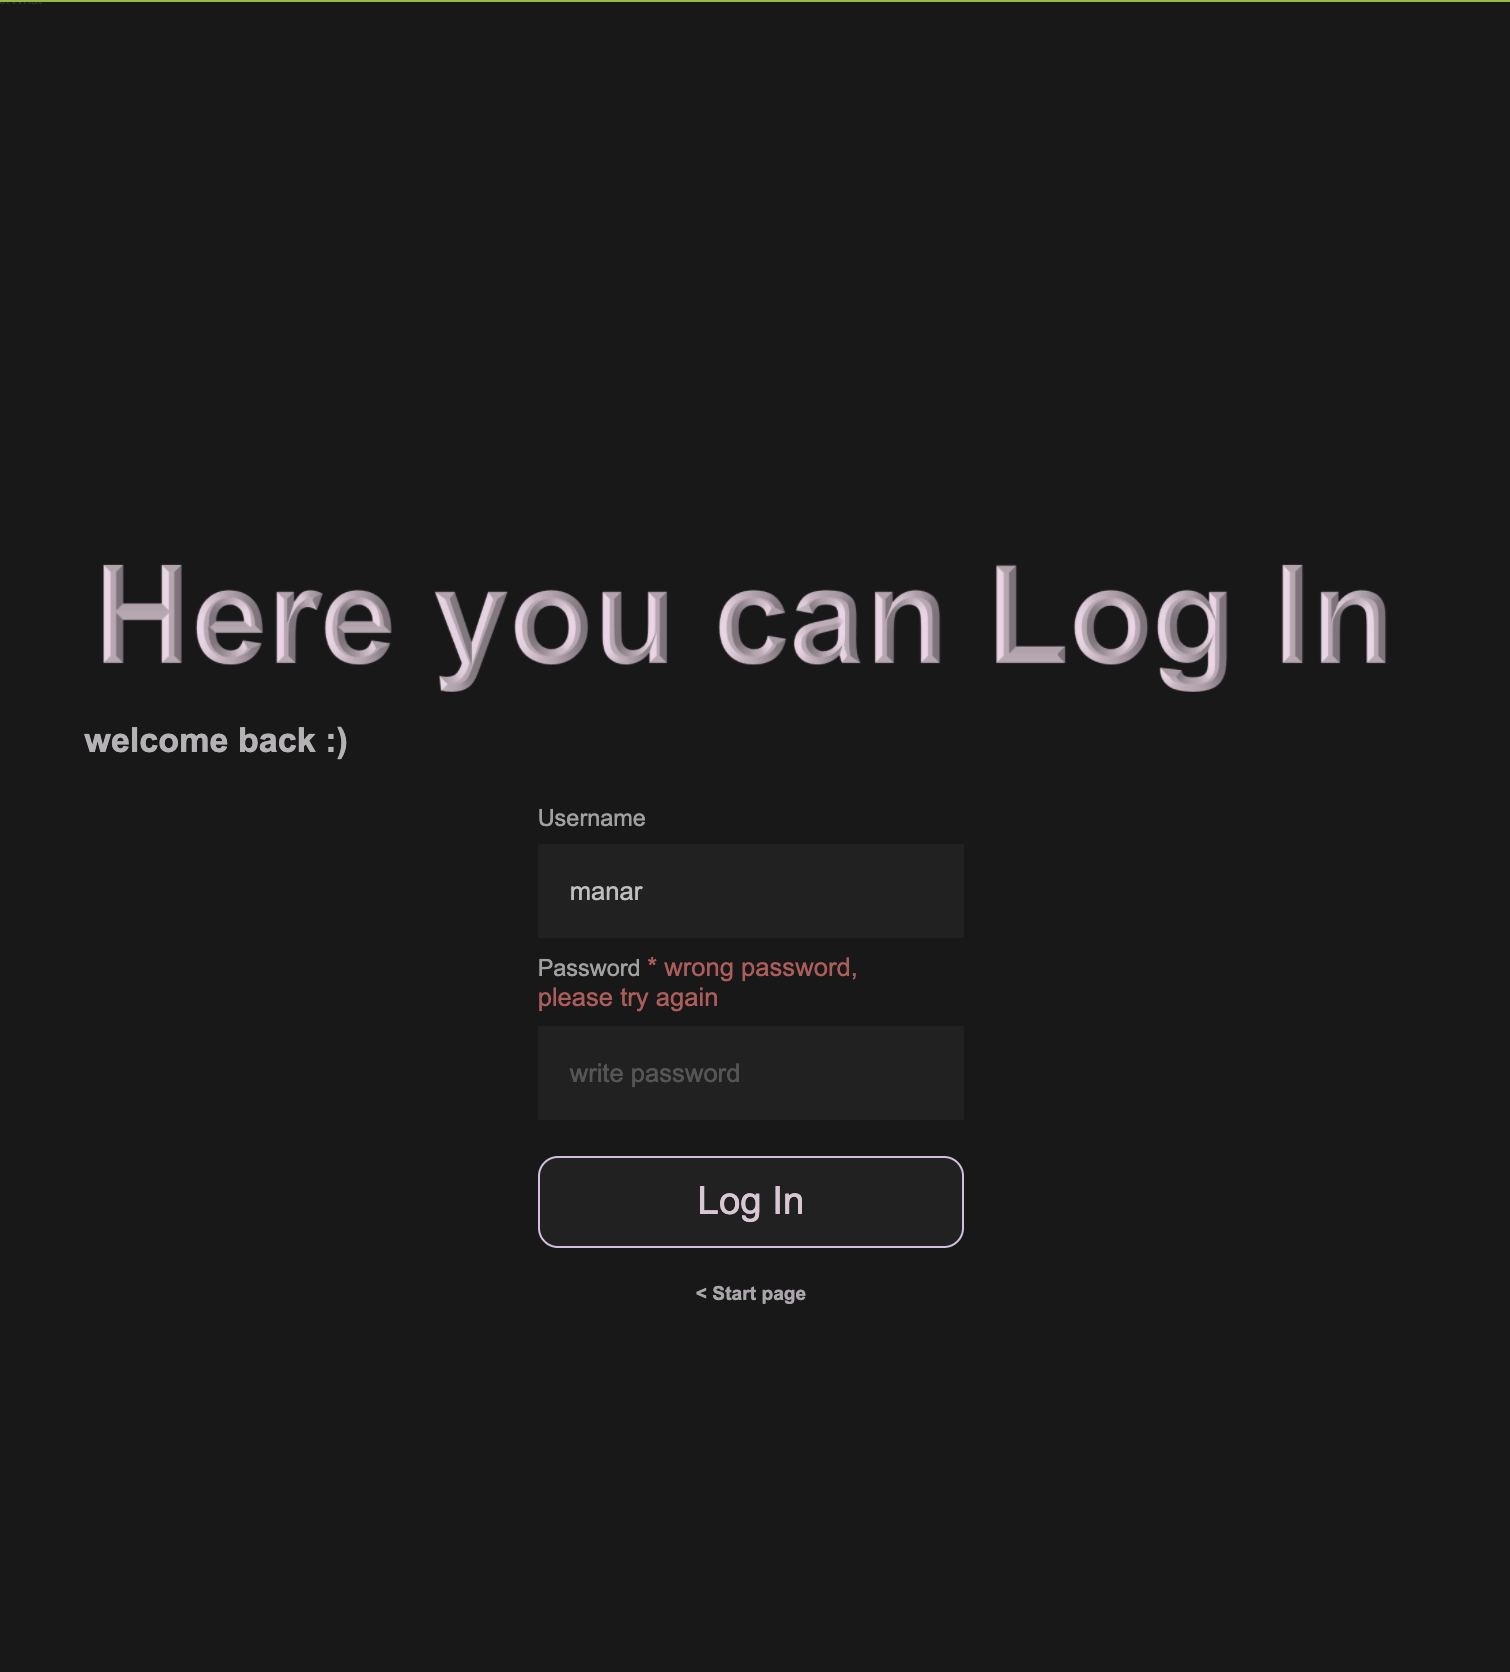 Here you can Log In
welcome back :)
Username
manar
Password * wrong password,
please try again
write password
Log In
< Start page